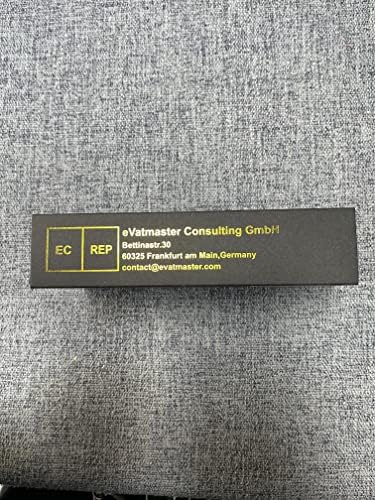 EC REP
eVatmaster Consulting GmbH
Bettinastr.30
60325 Frankfurt am Main,Germany
contact@evatmaster.com